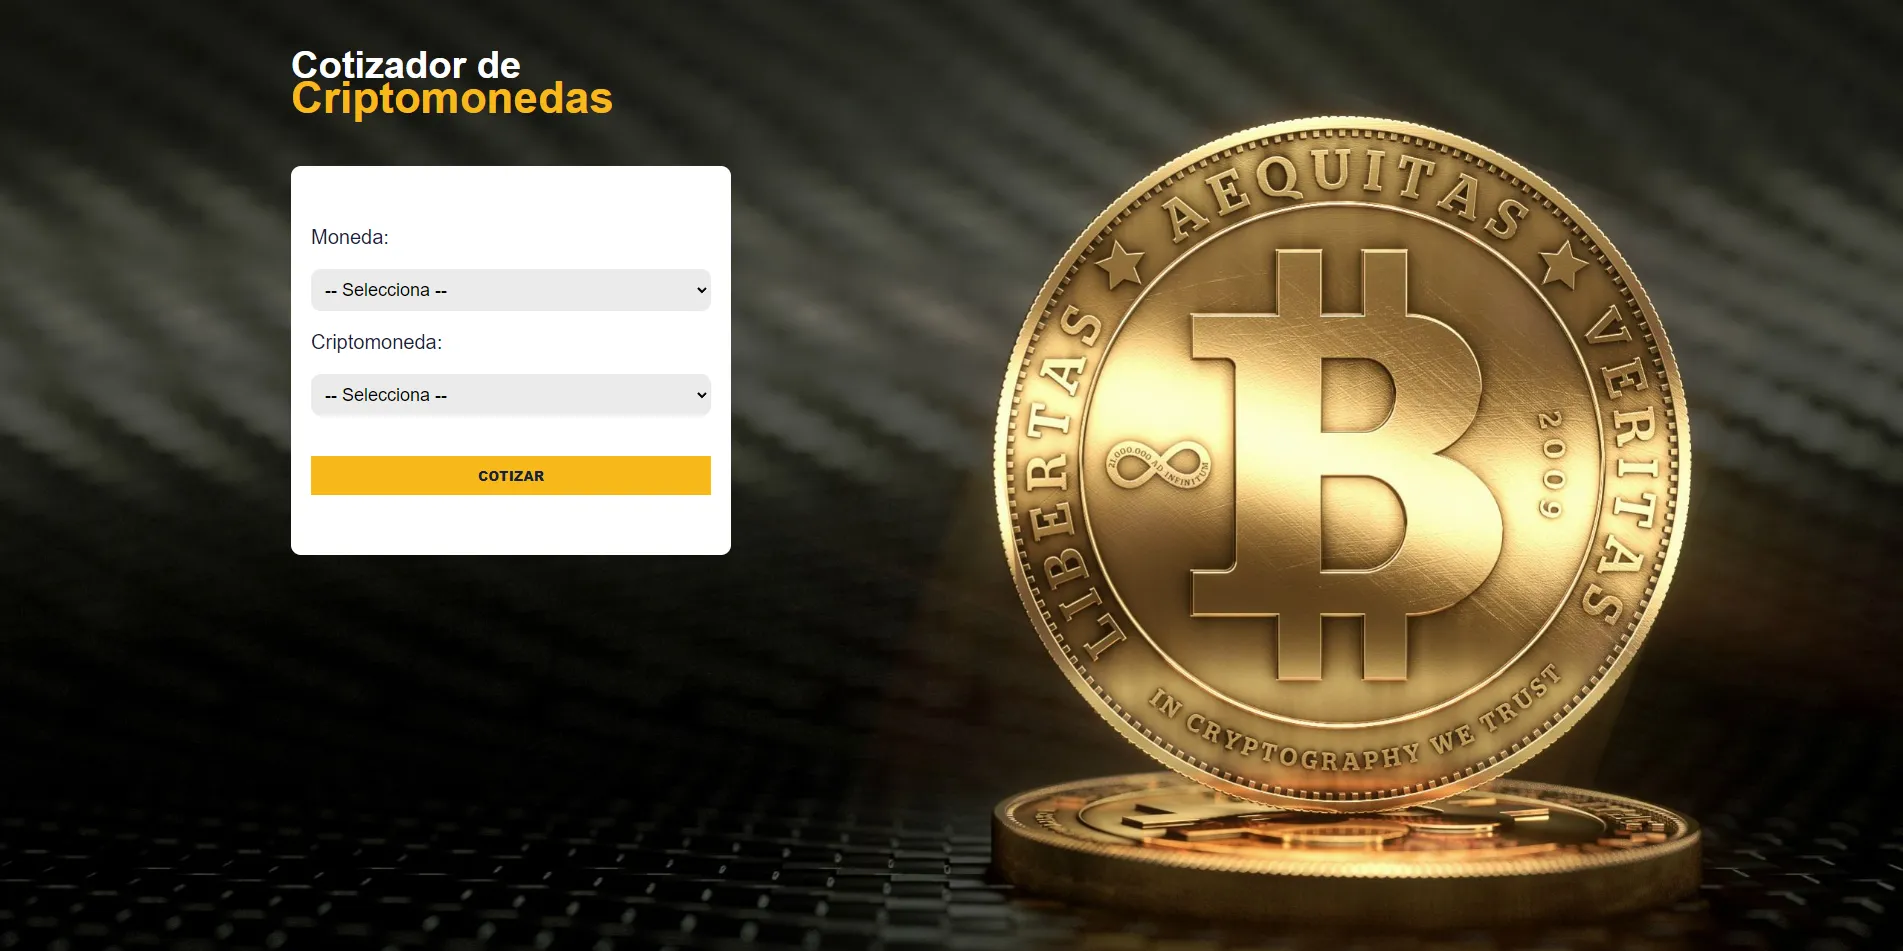 Cotizador de
Criptomonedas
Moneda:
-- Selecciona --
Criptomoneda:
-- Selecciona --
COTIZAR
LIBERTAS ★ AEQUITAS ★ VERITAS
21.000.000 AD INFINITUM
2009
IN CRYPTOGRAPHY WE TRUST